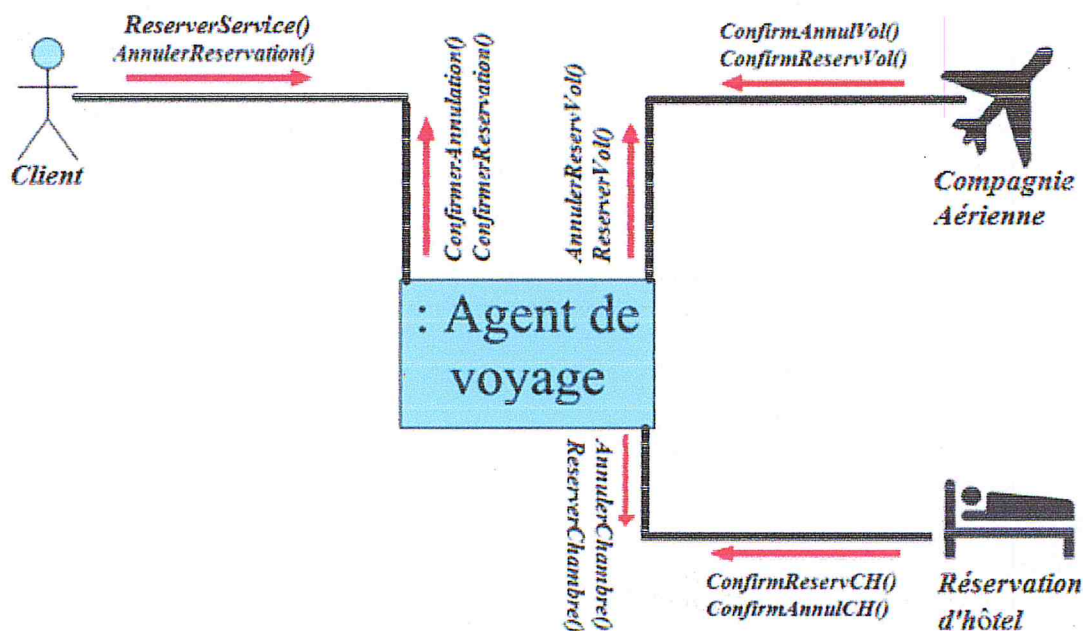 ReserverService()
AnnulerReservation()
Client
ConfirmerAnnulation()
ConfirmerReservation()
AnnulerReservVol()
ReserverVol()
ConfirmAnnulVol()
ConfirmReservVol()
Compagnie
Aérienne
: Agent de
voyage
AnnulerChambre()
ReserverChambre()
ConfirmReservCH()
ConfirmAnnulCH()
Réservation
d'hôtel